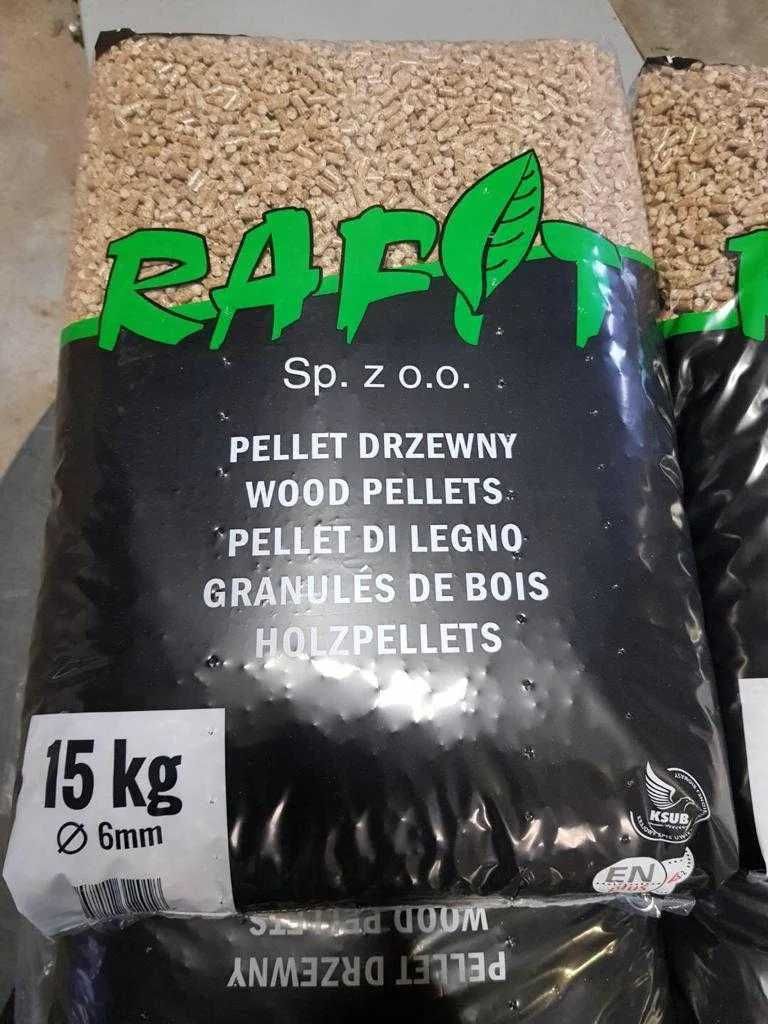 RAFIT
Sp. z o.o.
PELLET DRZEWNY
WOOD PELLETS
PELLET DI LEGNO
GRANULÉS DE BOIS
HOLZPELLETS
15 kg
Ø 6mm
KSUB
EN
WOOD PELLETS
PELLET DRZEWNY